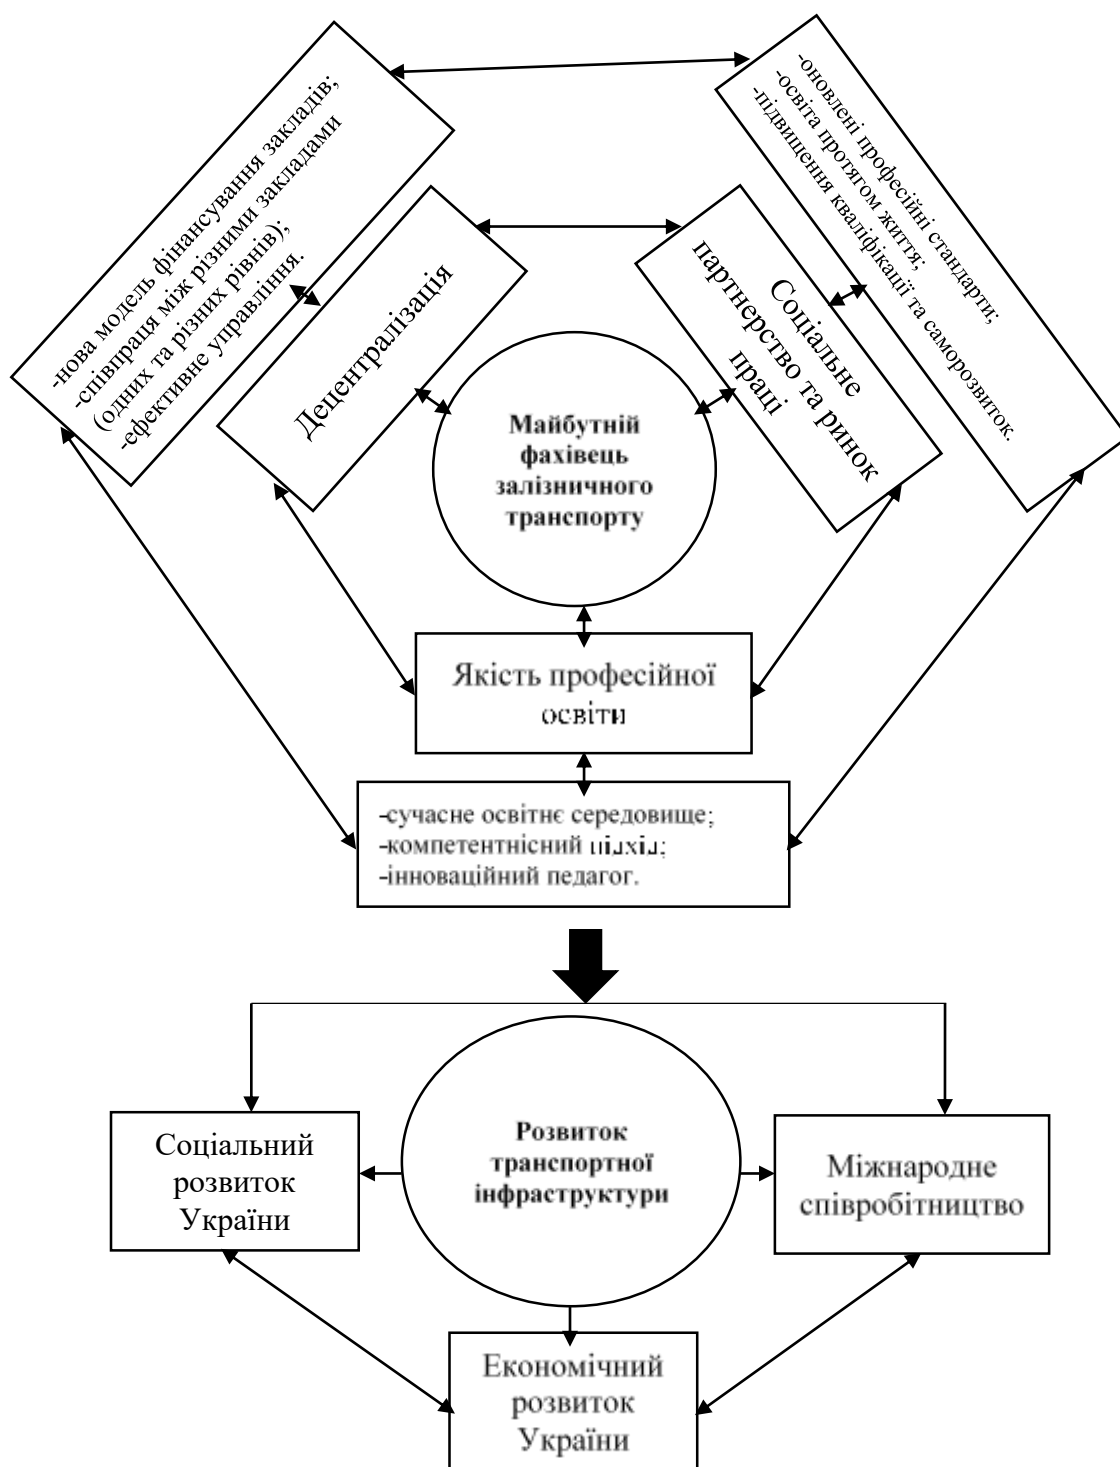 -нова модель фінансування закладів;
-співпраця між різними закладами
(одних та різних рівнів);
-ефективне управління.
Децентралізація
-оновлені професійні стандарти;
-освіта протягом життя;
-підвищення кваліфікації та саморозвиток.
Соціальне
партнерство та ринок
праці
Майбутній
фахівець
залізничного
транспорту
Якість професійної
освіти
-сучасне освітнє середовище;
-компетентнісний підхід;
-інноваційний педагог.
Соціальний
розвиток
України
Розвиток
транспортної
інфраструктури
Міжнародне
співробітництво
Економічний
розвиток
України